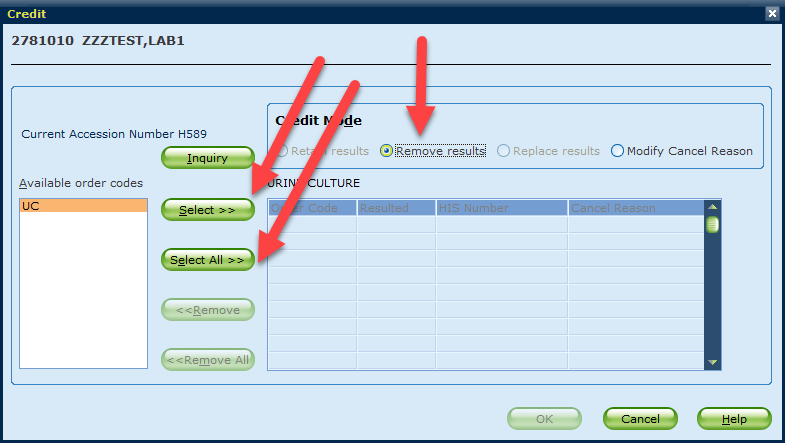 Credit
2781010 ZZZTEST,LAB1
Credit Mode
Current Accession Number H589
Inquiry
Retain results Remove results Replace results Modify Cancel Reason
Available order codes
URINE CULTURE
UC
Select >>
Order Code Resulted HIS Number Cancel Reason
Select All >>
<<Remove
<<Remove All
OK Cancel Help